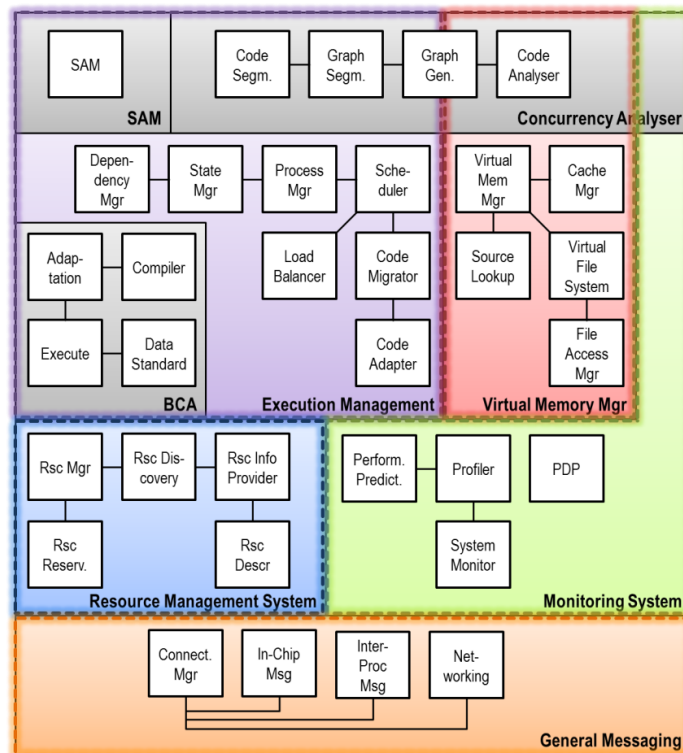 SAM
Code
Segm.
Graph
Segm.
Graph
Gen.
Code
Analyser
SAM
Concurrency Analyser
Depen-
dency
Mgr
State
Mgr
Process
Mgr
Sche-
duler
Virtual
Mem
Mgr
Cache
Mgr
Adap-
tation
Compiler
Load
Balancer
Code
Migrator
Source
Lookup
Virtual
File
System
Execute
Data
Standard
Code
Adapter
File
Access
Mgr
BCA
Execution Management
Virtual Memory Mgr
Rsc Mgr
Rsc Dis-
covery
Rsc Info
Provider
Perform.
Predict.
Profiler
PDP
Rsc
Reserv.
Rsc
Descr
System
Monitor
Resource Management System
Monitoring System
Connect.
Mgr
In-Chip
Msg
Inter-
Proc
Msg
Net-
working
General Messaging